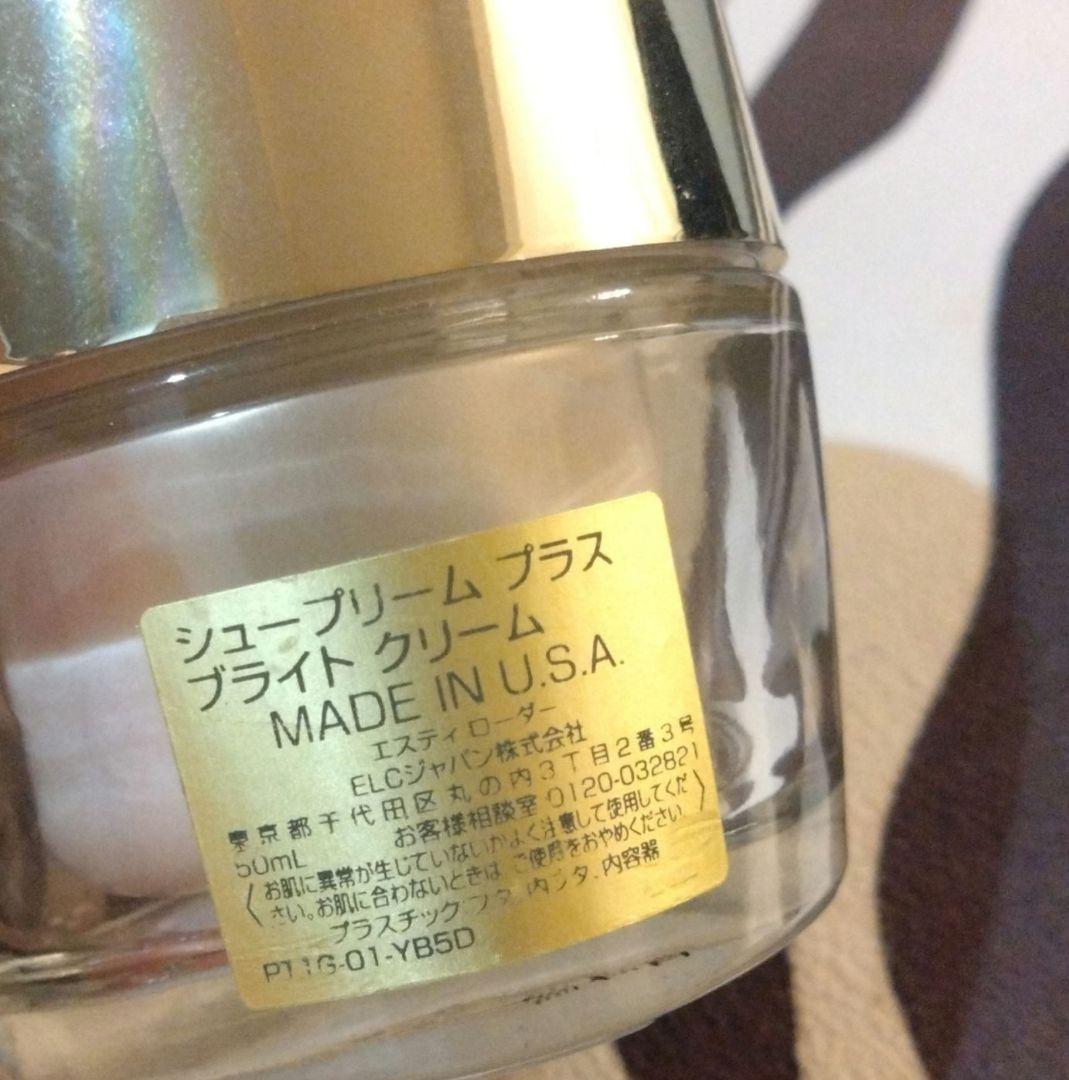 シュープリーム プラス
ブライト クリーム
MADE IN U.S.A.
エスティ ローダー
ELCジャパン株式会社
東京都千代田区丸の内3丁目2番3号
お客様相談室 0120-032821
50mL
〈お肌に異常が生じていないかよく注意して使用してくだ
さい。お肌に合わないときは、ご使用をおやめください〉
プラスチック:フタ、内フタ、内容器